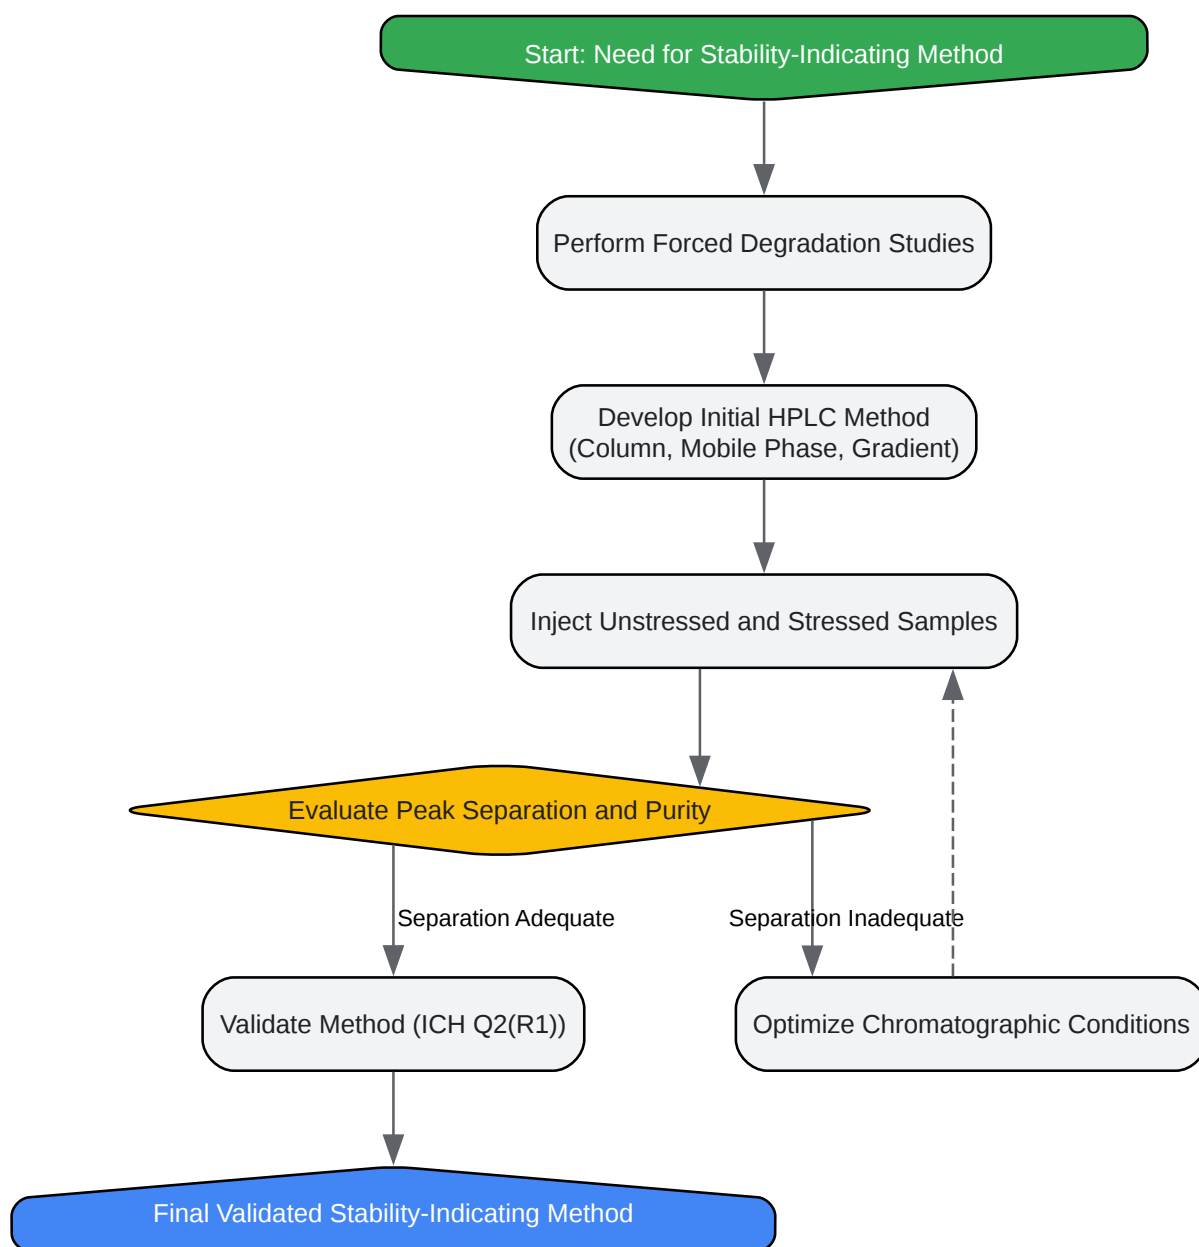 Start: Need for Stability-Indicating Method
Perform Forced Degradation Studies
Develop Initial HPLC Method
(Column, Mobile Phase, Gradient)
Inject Unstressed and Stressed Samples
Evaluate Peak Separation and Purity
Separation Adequate
Separation Inadequate
Validate Method (ICH Q2(R1))
Optimize Chromatographic Conditions
Final Validated Stability-Indicating Method